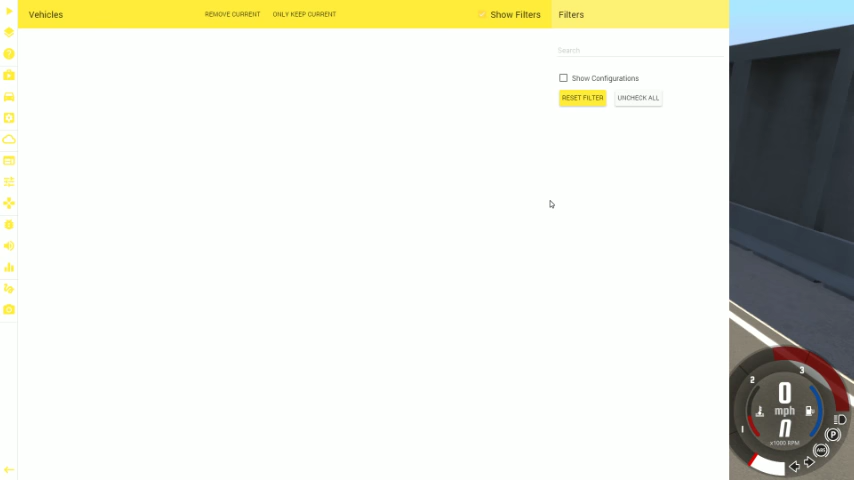 Vehicles
REMOVE CURRENT
ONLY KEEP CURRENT
Show Filters
Filters
Search
Show Configurations
RESET FILTER
UNCHECK ALL
1
2
3
0
mph
n
x1000 RPM
P
ABS